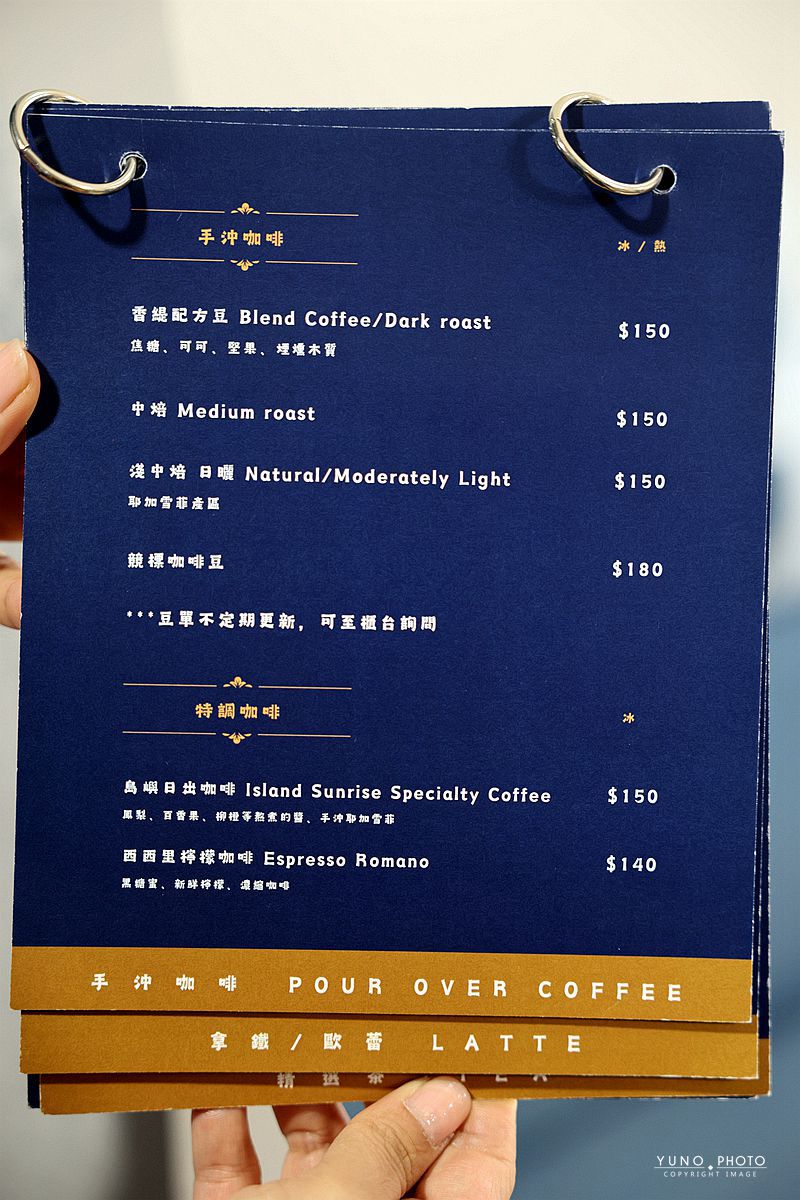 手沖咖啡
冰 / 熱
香緹配方豆 Blend Coffee/Dark roast $150
焦糖、可可、堅果、煙燻木質
中焙 Medium roast $150
淺中焙 日曬 Natural/Moderately Light $150
耶加雪菲產區
競標咖啡豆 $180
***豆單不定期更新，可至櫃台詢問
特調咖啡
冰
島嶼日出咖啡 Island Sunrise Specialty Coffee $150
鳳梨、百香果、柳橙等熬煮的醬、手沖耶加雪菲
西西里檸檬咖啡 Espresso Romano $140
黑糖蜜、新鮮檸檬、濃縮咖啡
手沖咖啡 POUR OVER COFFEE
拿鐵/歐蕾 LATTE
精選茶 TEA
YUNO PHOTO
COPYRIGHT IMAGE